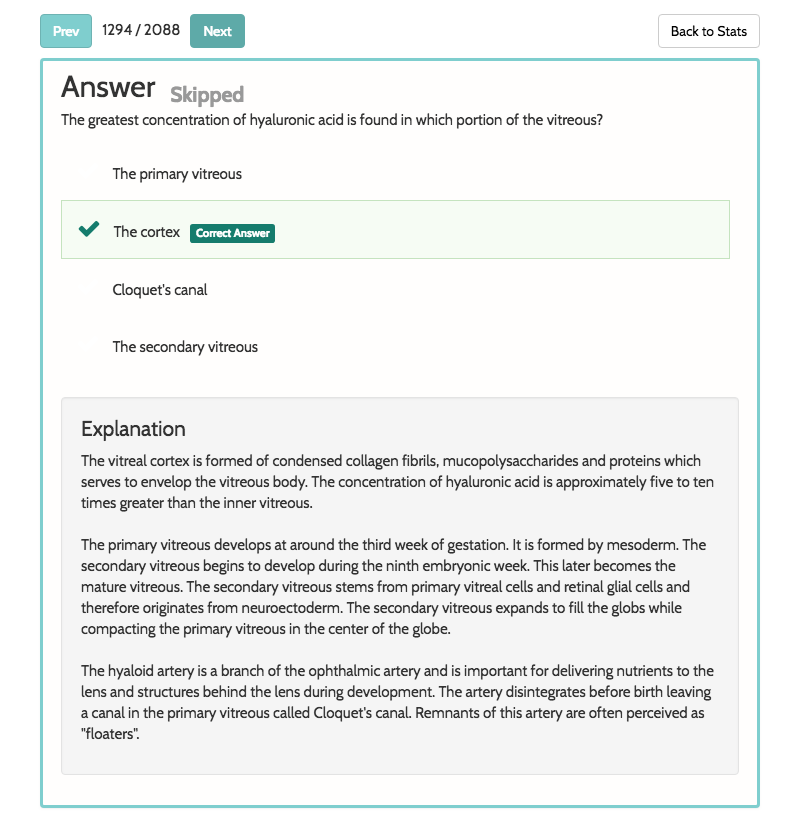 Prev 1294 / 2088 Next Back to Stats
Answer Skipped
The greatest concentration of hyaluronic acid is found in which portion of the vitreous?
The primary vitreous
The cortex Correct Answer
Cloquet's canal
The secondary vitreous
Explanation
The vitreal cortex is formed of condensed collagen fibrils, mucopolysaccharides and proteins which
serves to envelop the vitreous body. The concentration of hyaluronic acid is approximately five to ten
times greater than the inner vitreous.
The primary vitreous develops at around the third week of gestation. It is formed by mesoderm. The
secondary vitreous begins to develop during the ninth embryonic week. This later becomes the
mature vitreous. The secondary vitreous stems from primary vitreal cells and retinal glial cells and
therefore originates from neuroectoderm. The secondary vitreous expands to fill the globs while
compacting the primary vitreous in the center of the globe.
The hyaloid artery is a branch of the ophthalmic artery and is important for delivering nutrients to the
lens and structures behind the lens during development. The artery disintegrates before birth leaving
a canal in the primary vitreous called Cloquet's canal. Remnants of this artery are often perceived as
"floaters".